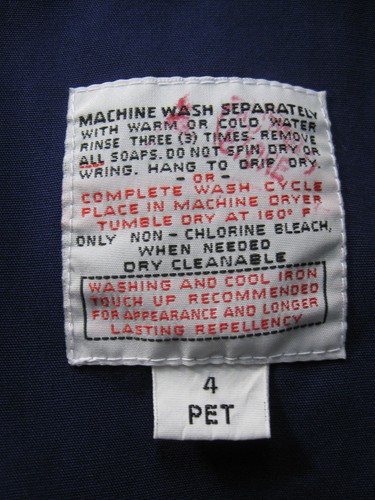 MACHINE WASH SEPARATELY
WITH WARM OR COLD WATER
RINSE THREE (3) TIMES. REMOVE
ALL SOAPS. DO NOT SPIN DRY OR
WRING. HANG TO DRIP DRY.
- OR -
COMPLETE WASH CYCLE
PLACE IN MACHINE DRYER
TUMBLE DRY AT 160° F
ONLY NON - CHLORINE BLEACH,
WHEN NEEDED
DRY CLEANABLE
WASHING AND COOL IRON
TOUCH UP RECOMMENDED
FOR APPEARANCE AND LONGER
LASTING REPELLENCY
4
PET